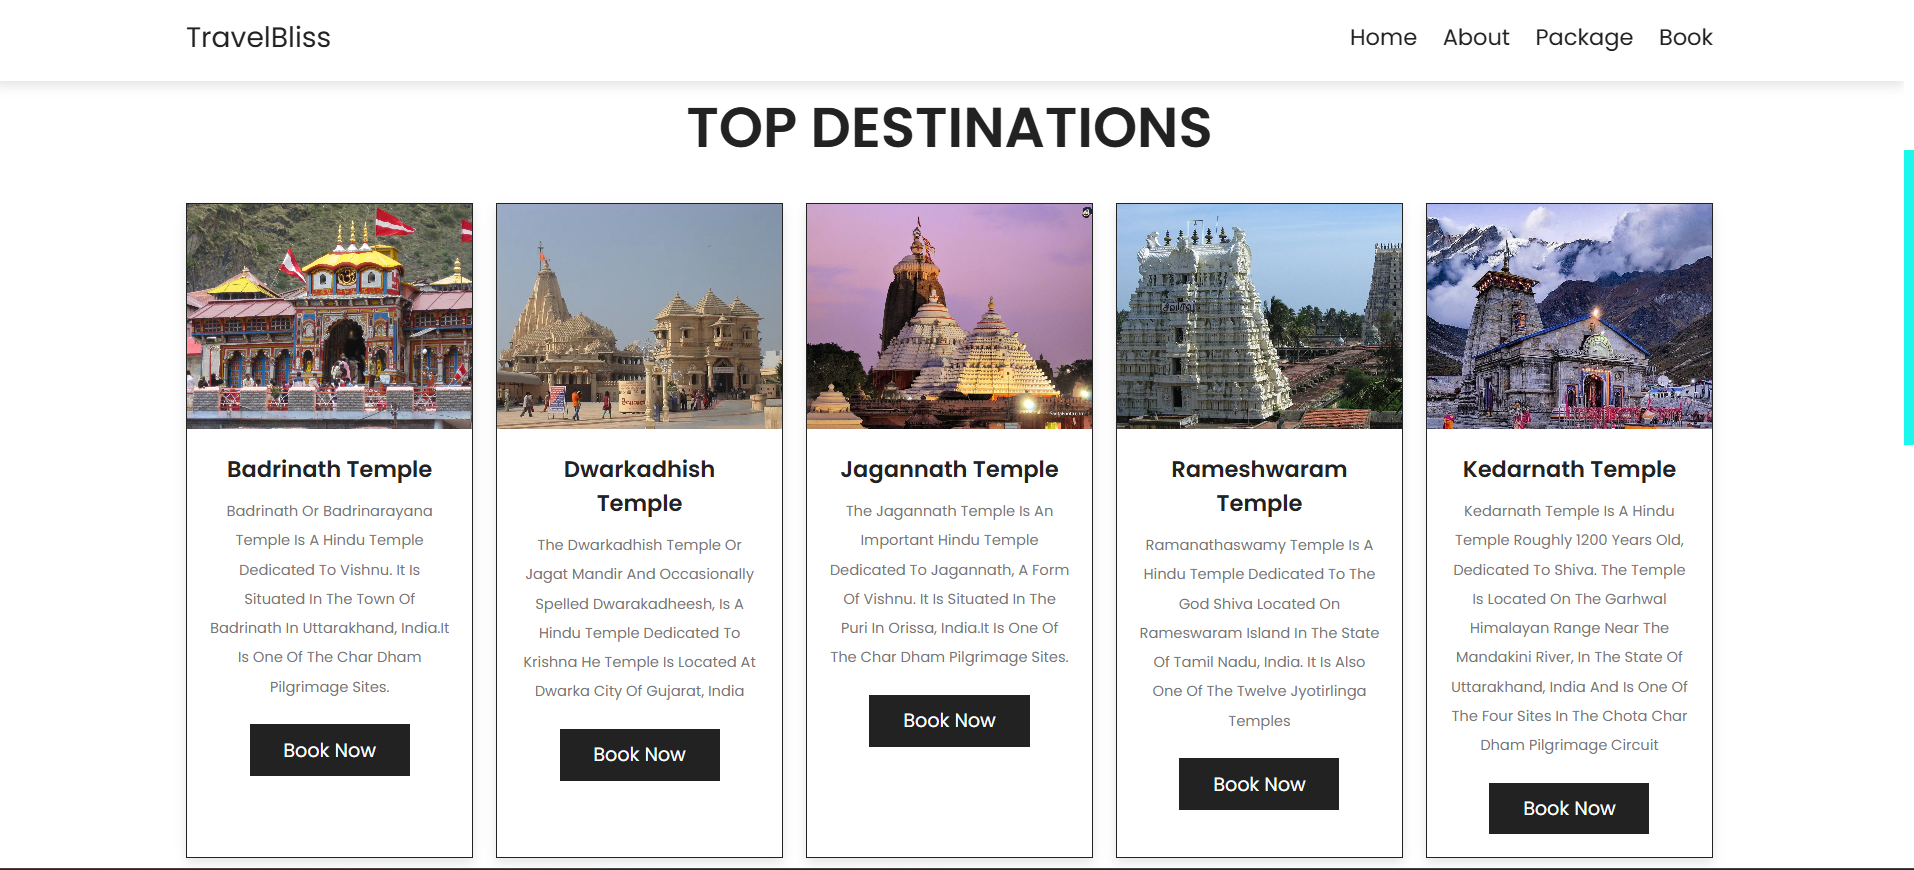 TravelBliss
Home About Package Book
TOP DESTINATIONS
Badrinath Temple
Badrinath Or Badrinarayana
Temple Is A Hindu Temple
Dedicated To Vishnu. It Is
Situated In The Town Of
Badrinath In Uttarakhand, India.It
Is One Of The Char Dham
Pilgrimage Sites.
Book Now
Dwarkadhish
Temple
The Dwarkadhish Temple Or
Jagat Mandir And Occasionally
Spelled Dwarakadheesh, Is A
Hindu Temple Dedicated To
Krishna He Temple Is Located At
Dwarka City Of Gujarat, India
Book Now
Jagannath Temple
The Jagannath Temple Is An
Important Hindu Temple
Dedicated To Jagannath, A Form
Of Vishnu. It Is Situated In The
Puri In Orissa, India.It Is One Of
The Char Dham Pilgrimage Sites.
Book Now
Rameshwaram
Temple
Ramanathaswamy Temple Is A
Hindu Temple Dedicated To The
God Shiva Located On
Rameswaram Island In The State
Of Tamil Nadu, India. It Is Also
One Of The Twelve Jyotirlinga
Temples
Book Now
Kedarnath Temple
Kedarnath Temple Is A Hindu
Temple Roughly 1200 Years Old,
Dedicated To Shiva. The Temple
Is Located On The Garhwal
Himalayan Range Near The
Mandakini River, In The State Of
Uttarakhand, India And Is One Of
The Four Sites In The Chota Char
Dham Pilgrimage Circuit
Book Now